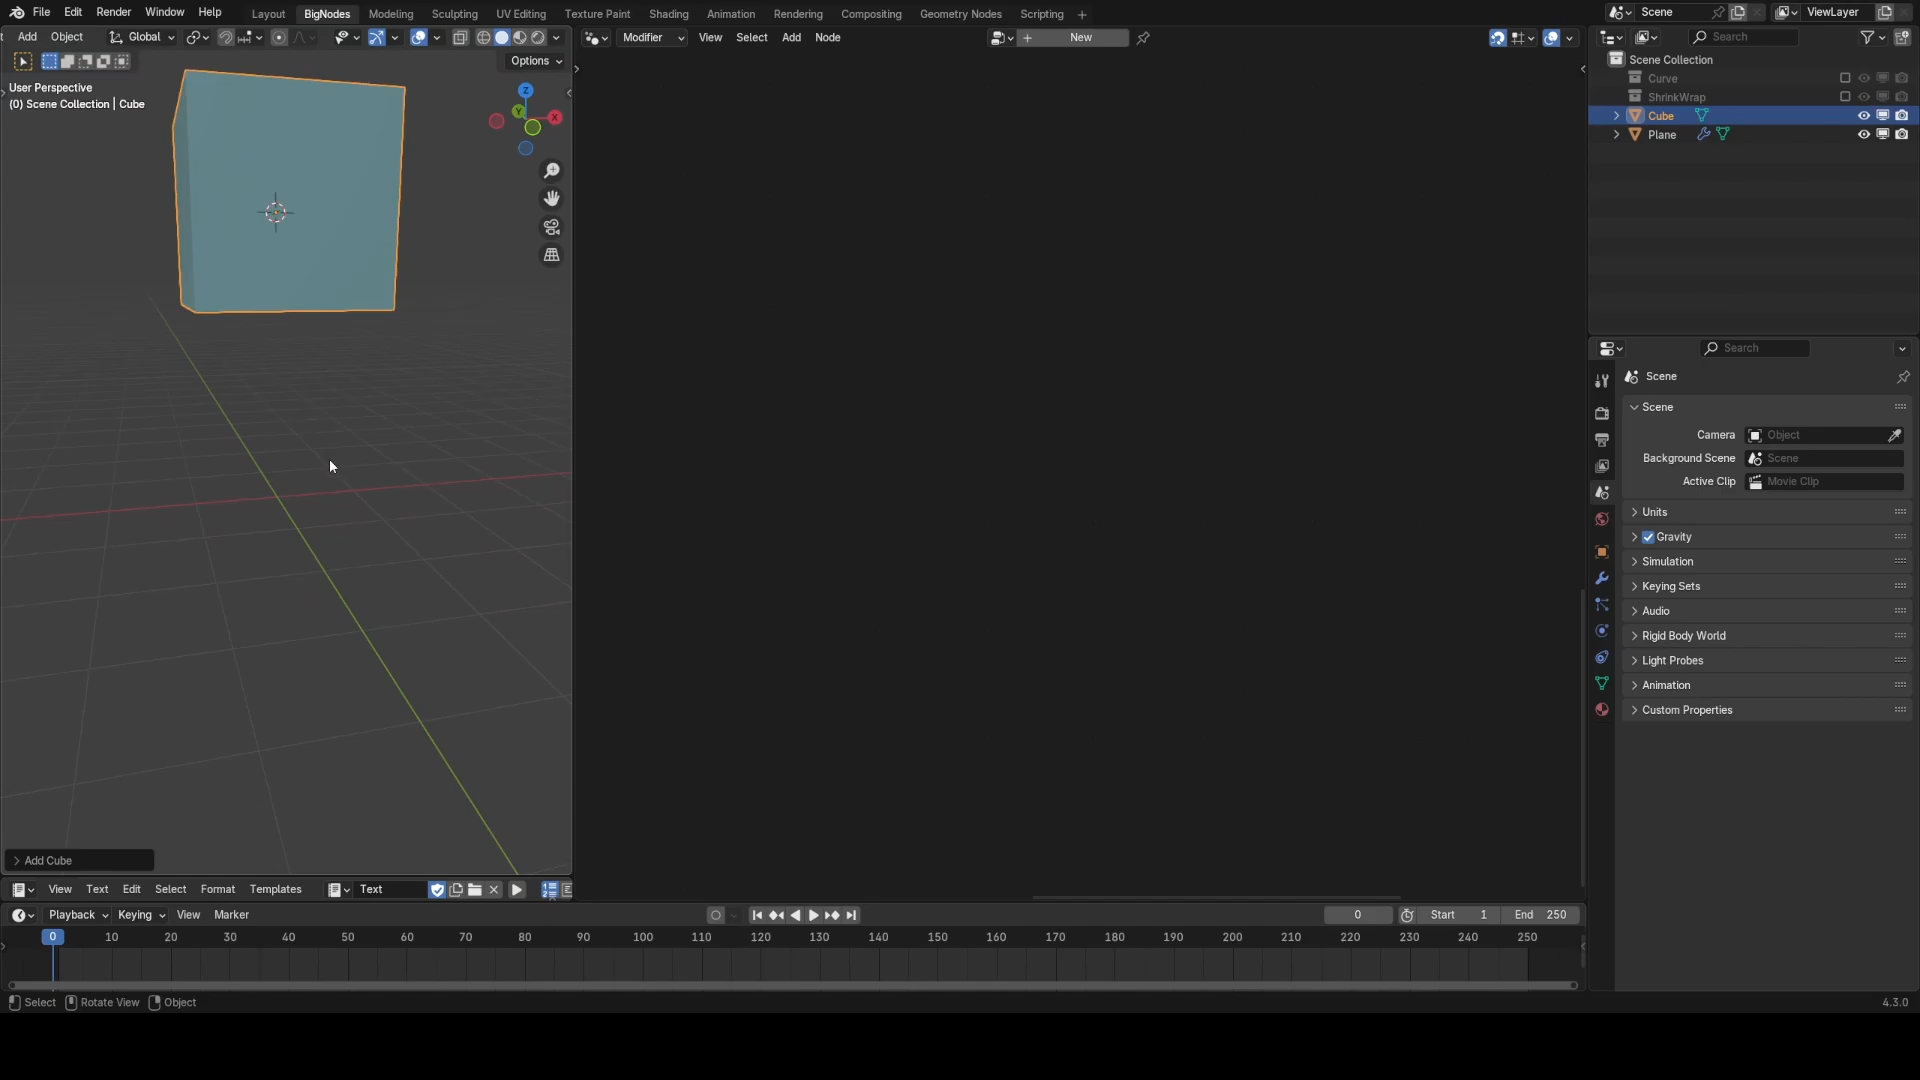 File Edit Render Window Help Layout BigNodes Modeling Sculpting UV Editing Texture Paint Shading Animation Rendering Compositing Geometry Nodes Scripting + Scene ViewLayer
Add Object Global Modifier View Select Add Node + New Search
Options
User Perspective
(0) Scene Collection | Cube
Z
Y
X
Scene Collection
Curve
ShrinkWrap
Cube
Plane
Search
Scene
Scene
Camera Object
Background Scene Scene
Active Clip Movie Clip
Units
Gravity
Simulation
Keying Sets
Audio
Rigid Body World
Light Probes
Animation
Custom Properties
Add Cube
View Text Edit Select Format Templates Text
Playback Keying View Marker 0 Start 1 End 250
0 10 20 30 40 50 60 70 80 90 100 110 120 130 140 150 160 170 180 190 200 210 220 230 240 250
Select Rotate View Object 4.3.0